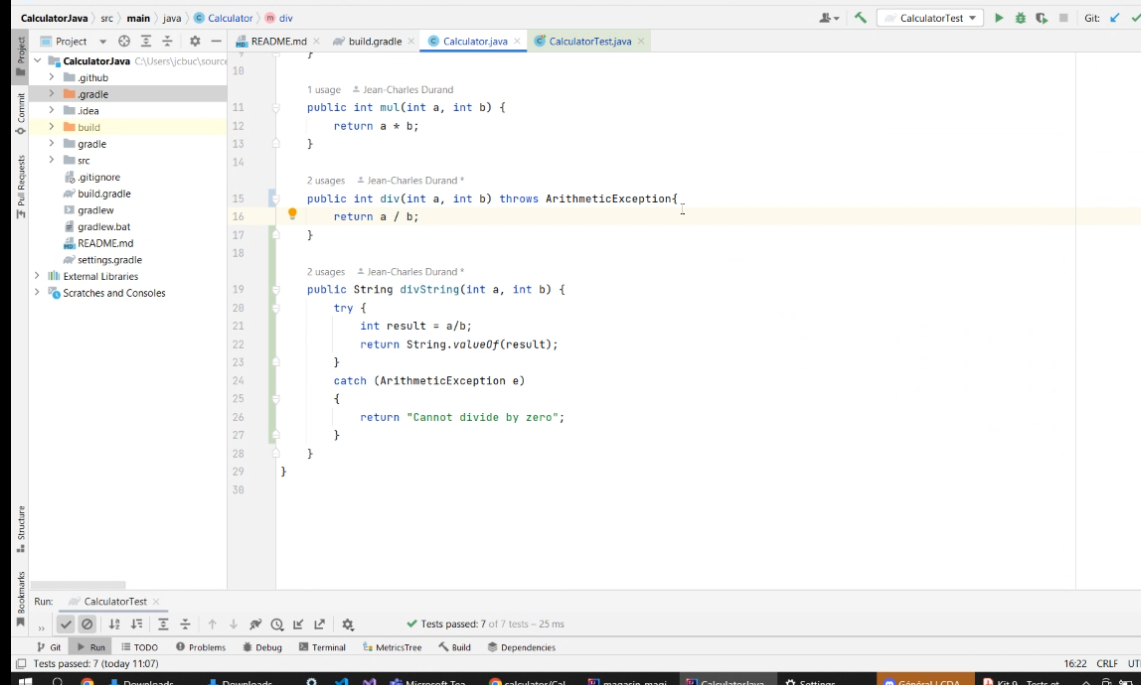 CalculatorJava src main java Calculator div
CalculatorTest Git:
Project
README.md build.gradle Calculator.java CalculatorTest.java
CalculatorJava C:\Users\jcbuc\source
.github
.gradle
.idea
build
gradle
src
.gitignore
build.gradle
gradlew
gradlew.bat
README.md
settings.gradle
External Libraries
Scratches and Consoles
Project
Commit
Pull Requests
Structure
Bookmarks
9 }
10
1 usage Jean-Charles Durand
11 public int mul(int a, int b) {
12 return a * b;
13 }
14
2 usages Jean-Charles Durand *
15 public int div(int a, int b) throws ArithmeticException{
16 return a / b;
17 }
18
2 usages Jean-Charles Durand *
19 public String divString(int a, int b) {
20 try {
21 int result = a/b;
22 return String.valueOf(result);
23 }
24 catch (ArithmeticException e)
25 {
26 return "Cannot divide by zero";
27 }
28 }
29 }
30
Run: CalculatorTest
Tests passed: 7 of 7 tests – 25 ms
Git Run TODO Problems Debug Terminal MetricsTree Build Dependencies
Tests passed: 7 (today 11:07)
16:22 CRLF UT
Downloads Downloads Microsoft Tea calculator/Cal magasin-magi CalculatorJava Settings Général LCDA Kit 9 - Tests et